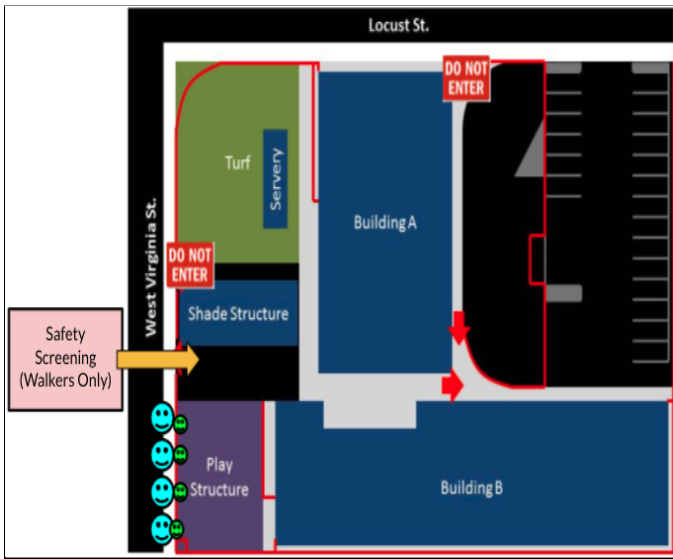 Locust St.
DO NOT
ENTER
Turf
Servery
Building A
West Virginia St.
DO NOT
ENTER
Shade Structure
Safety
Screening
(Walkers Only)
Play
Structure
Building B